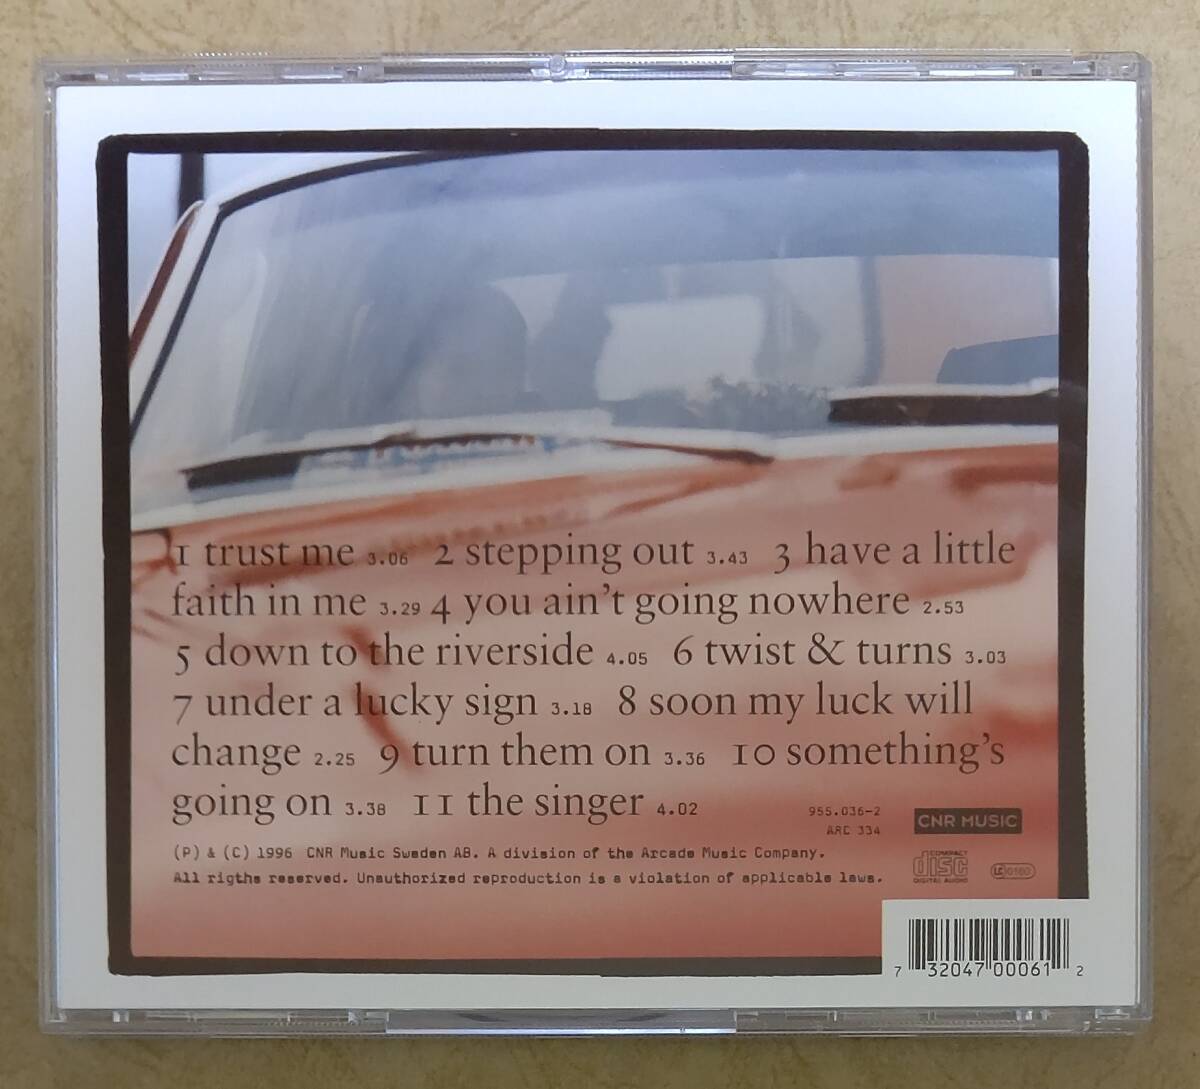 1 trust me 3.06 2 stepping out 3.43 3 have a little
faith in me 3.29 4 you ain't going nowhere 2.53
5 down to the riverside 4.05 6 twist & turns 3.03
7 under a lucky sign 3.18 8 soon my luck will
change 2.25 9 turn them on 3.36 10 something's
going on 3.38 11 the singer 4.02
955.036-2
ARC 334
CNR MUSIC
(P) & (C) 1996 CNR Music Sweden AB. A division of the Arcade Music Company.
All rigths reserved. Unauthorized reproduction is a violation of applicable laws.
COMPACT
disc
DIGITAL AUDIO
LC 0160
7 32047 00061 2